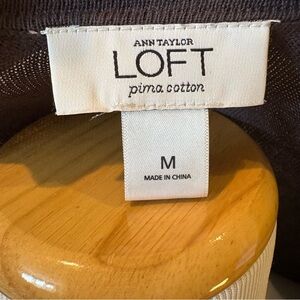 ANN TAYLOR
LOFT
pima cotton
M
MADE IN CHINA